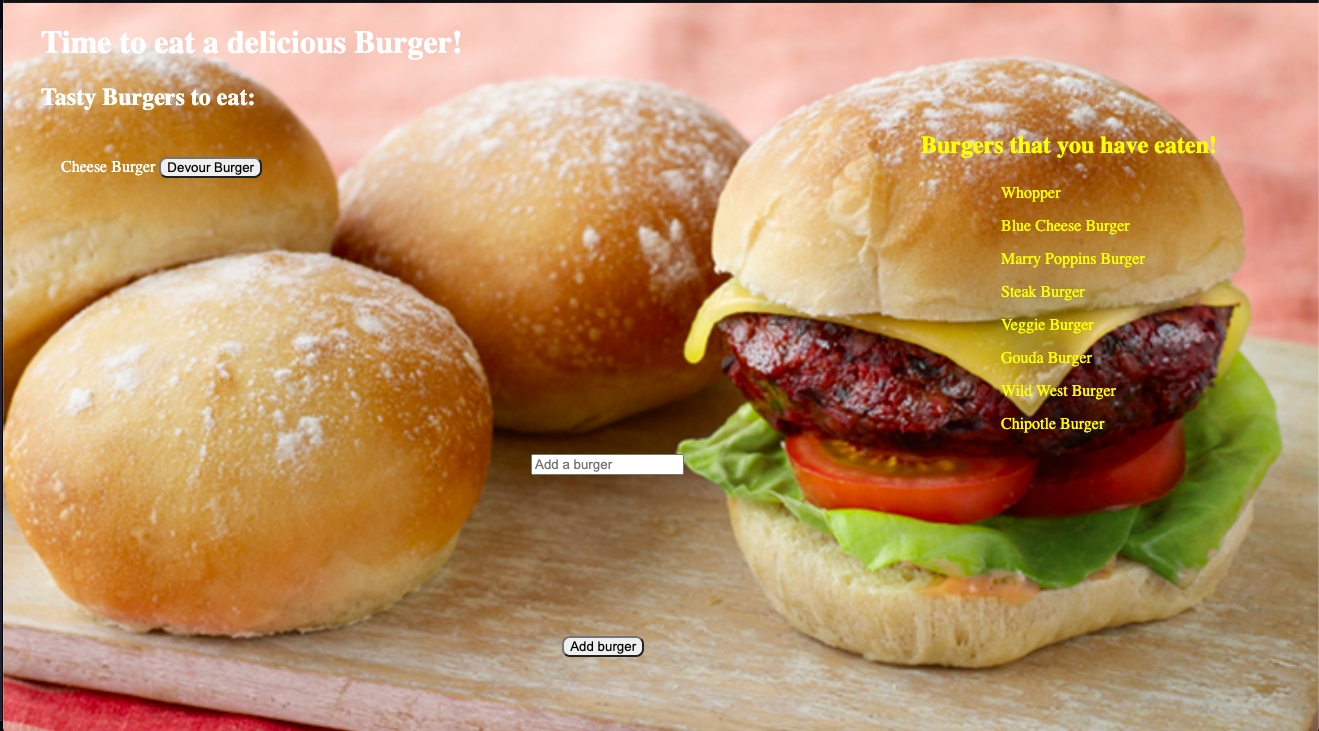 Time to eat a delicious Burger!
Tasty Burgers to eat:
Cheese Burger Devour Burger
Burgers that you have eaten!
Whopper
Blue Cheese Burger
Marry Poppins Burger
Steak Burger
Veggie Burger
Gouda Burger
Wild West Burger
Chipotle Burger
Add a burger
Add burger